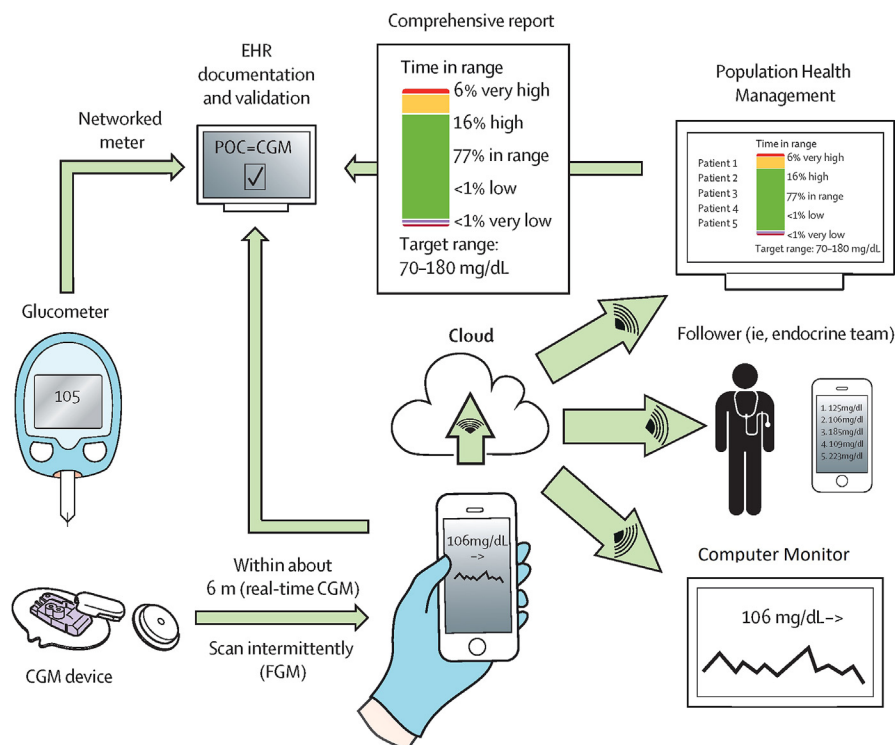 Comprehensive report
EHR
documentation
and validation
Networked
meter
POC=CGM
Time in range
6% very high
16% high
77% in range
<1% low
<1% very low
Target range:
70–180 mg/dL
Population Health
Management
Time in range
Patient 1
Patient 2
Patient 3
Patient 4
Patient 5
6% very high
16% high
77% in range
<1% low
<1% very low
Target range: 70–180 mg/dL
Glucometer
105
Cloud
Follower (ie, endocrine team)
1. 125mg/dl
2. 106mg/dl
3. 185mg/dl
4. 109mg/dl
5. 223mg/dl
106mg/dL
->
Within about
6 m (real-time CGM)
Scan intermittently
(FGM)
CGM device
Computer Monitor
106 mg/dL–>